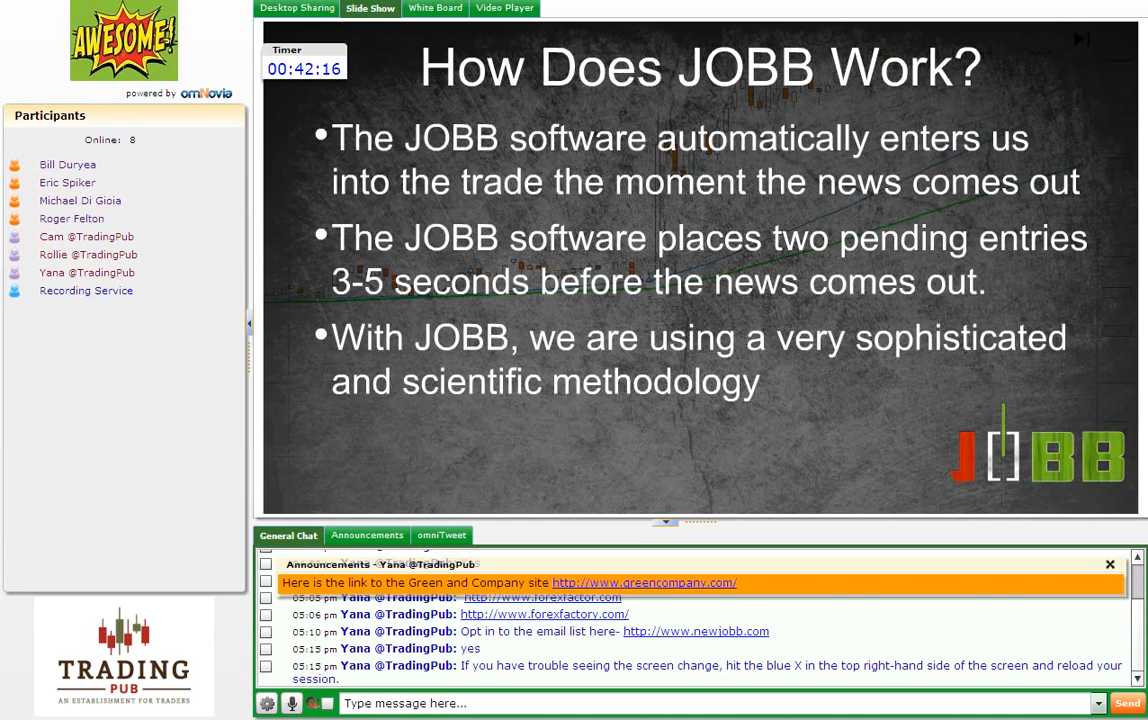 Desktop Sharing Slide Show White Board Video Player
AWESOME!
powered by omNovia
Participants
Online: 8
Bill Duryea
Eric Spiker
Michael Di Gioia
Roger Felton
Cam @TradingPub
Rollie @TradingPub
Yana @TradingPub
Recording Service
TRADING
PUB
AN ESTABLISHMENT FOR TRADERS
Timer
00:42:16
How Does JOBB Work?
•The JOBB software automatically enters us
into the trade the moment the news comes out
•The JOBB software places two pending entries
3-5 seconds before the news comes out.
•With JOBB, we are using a very sophisticated
and scientific methodology
J[]BB
General Chat Announcements omniTweet
Announcements - Yana @TradingPub
Here is the link to the Green and Company site http://www.greencompany.com/
05:05 pm Yana @TradingPub: http://www.forexfactor.com
05:06 pm Yana @TradingPub: http://www.forexfactory.com/
05:10 pm Yana @TradingPub: Opt in to the email list here- http://www.newjobb.com
05:15 pm Yana @TradingPub: yes
05:15 pm Yana @TradingPub: If you have trouble seeing the screen change, hit the blue X in the top right-hand side of the screen and reload your
session.
Type message here...
Send